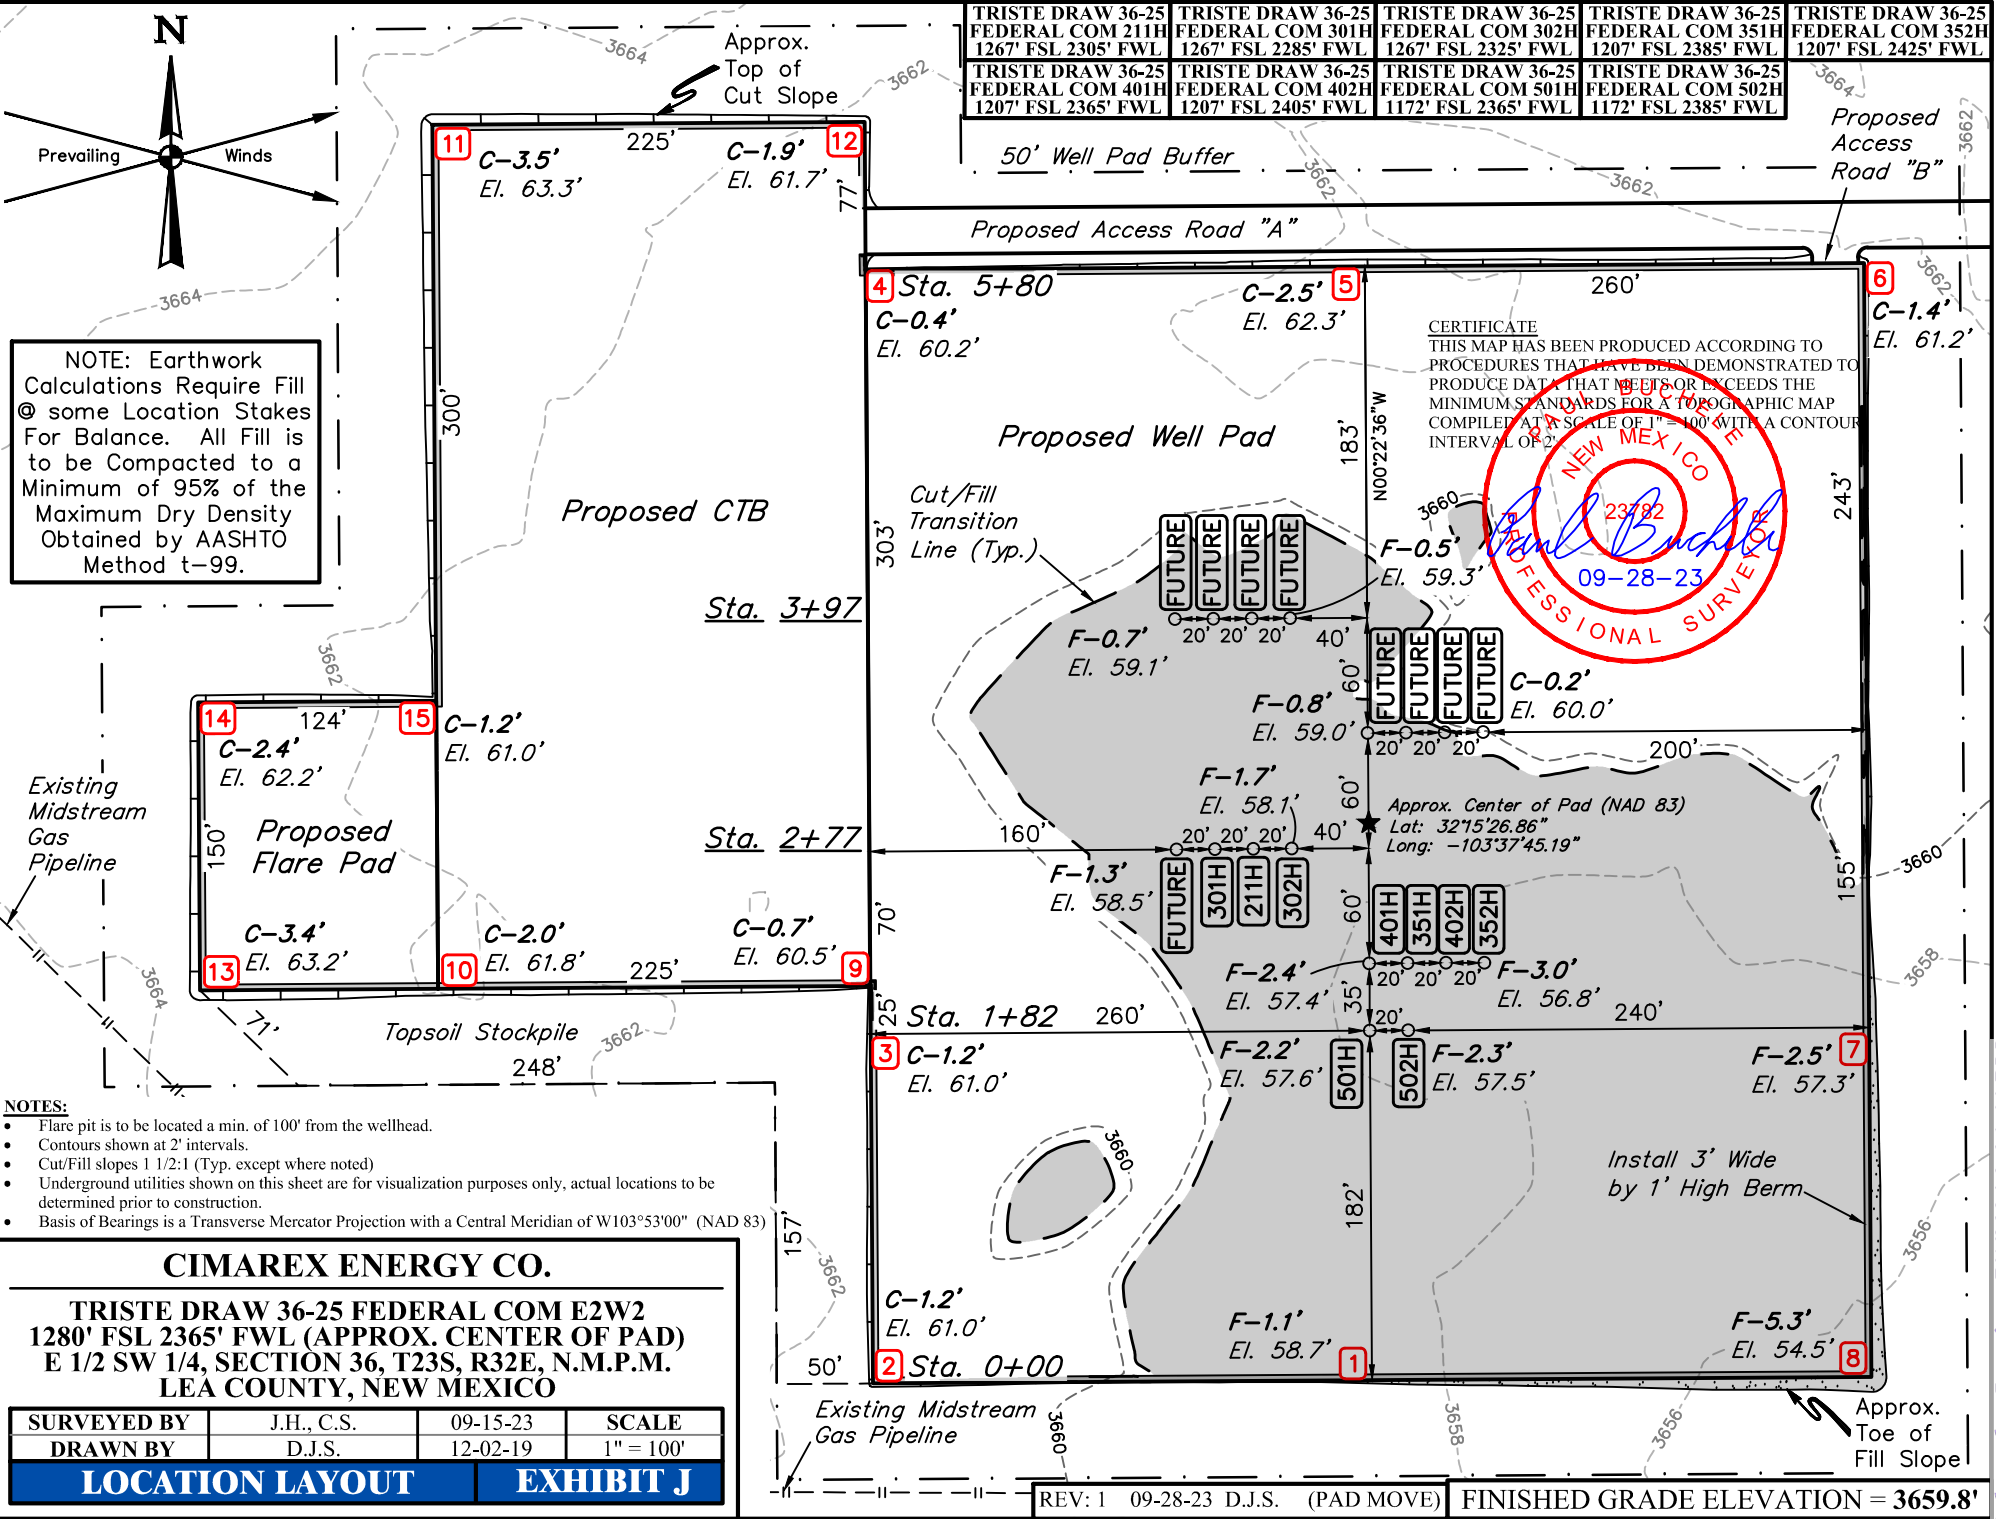 N
Prevailing
Winds
TRISTE DRAW 36-25
FEDERAL COM 211H
1267' FSL 2305' FWL
TRISTE DRAW 36-25
FEDERAL COM 301H
1267' FSL 2285' FWL
TRISTE DRAW 36-25
FEDERAL COM 302H
1267' FSL 2325' FWL
TRISTE DRAW 36-25
FEDERAL COM 351H
1207' FSL 2385' FWL
TRISTE DRAW 36-25
FEDERAL COM 352H
1207' FSL 2425' FWL
TRISTE DRAW 36-25
FEDERAL COM 401H
1207' FSL 2365' FWL
TRISTE DRAW 36-25
FEDERAL COM 402H
1207' FSL 2405' FWL
TRISTE DRAW 36-25
FEDERAL COM 501H
1172' FSL 2365' FWL
TRISTE DRAW 36-25
FEDERAL COM 502H
1172' FSL 2385' FWL
3664
3662
3664
3662
Approx.
Top of
Cut Slope
Proposed
Access
Road "B"
50' Well Pad Buffer
3662
3662
3662
Proposed Access Road "A"
11
225'
12
C-3.5'
El. 63.3'
C-1.9'
El. 61.7'
77'
3664
4
Sta. 5+80
C-0.4'
El. 60.2'
C-2.5'
El. 62.3'
5
260'
6
C-1.4'
El. 61.2'
NOTE: Earthwork
Calculations Require Fill
@ some Location Stakes
For Balance. All Fill is
to be Compacted to a
Minimum of 95% of the
Maximum Dry Density
Obtained by AASHTO
Method t-99.
CERTIFICATE
THIS MAP HAS BEEN PRODUCED ACCORDING TO
PROCEDURES THAT HAVE BEEN DEMONSTRATED TO
PRODUCE DATA THAT MEETS OR EXCEEDS THE
MINIMUM STANDARDS FOR A TOPOGRAPHIC MAP
COMPILED AT A SCALE OF 1" = 100' WITH A CONTOUR
INTERVAL OF 2'.
PAUL BUCHELE
NEW MEXICO
23782
PROFESSIONAL SURVEYOR
Paul Buchele
09-28-23
300'
Proposed CTB
Proposed Well Pad
183'
N0°22'36"W
243'
303'
Cut/Fill
Transition
Line (Typ.)
3660
FUTURE
FUTURE
FUTURE
FUTURE
F-0.5'
El. 59.3'
Sta. 3+97
F-0.7'
El. 59.1'
20'
20'
20'
40'
60'
FUTURE
FUTURE
FUTURE
FUTURE
C-0.2'
El. 60.0'
F-0.8'
El. 59.0'
20'
20'
20'
200'
3662
14
124'
15
C-2.4'
El. 62.2'
C-1.2'
El. 61.0'
Existing
Midstream
Gas
Pipeline
150'
Proposed
Flare Pad
F-1.7'
El. 58.1'
60'
Approx. Center of Pad (NAD 83)
Lat: 32°15'26.86"
Long: -103°37'45.19"
Sta. 2+77
160'
20'
20'
20'
40'
3660
155'
F-1.3'
El. 58.5'
FUTURE
301H
211H
302H
60'
401H
351H
402H
352H
70'
C-3.4'
El. 63.2'
13
C-2.0'
El. 61.8'
10
225'
C-0.7'
El. 60.5'
9
F-2.4'
El. 57.4'
20'
20'
20'
F-3.0'
El. 56.8'
3658
3664
71'
Topsoil Stockpile
3662
248'
25'
Sta. 1+82
260'
35'
20'
240'
3
C-1.2'
El. 61.0'
F-2.2'
El. 57.6'
501H
502H
F-2.3'
El. 57.5'
F-2.5'
El. 57.3'
7
NOTES:
• Flare pit is to be located a min. of 100' from the wellhead.
• Contours shown at 2' intervals.
• Cut/Fill slopes 1 1/2:1 (Typ. except where noted)
• Underground utilities shown on this sheet are for visualization purposes only, actual locations to be
determined prior to construction.
• Basis of Bearings is a Transverse Mercator Projection with a Central Meridian of W103°53'00" (NAD 83)
157'
3662
3660
182'
Install 3' Wide
by 1' High Berm
3656
C-1.2'
El. 61.0'
2
Sta. 0+00
F-1.1'
El. 58.7'
1
F-5.3'
El. 54.5'
8
50'
Existing Midstream
Gas Pipeline
3660
3658
3656
Approx.
Toe of
Fill Slope
CIMAREX ENERGY CO.
TRISTE DRAW 36-25 FEDERAL COM E2W2
1280' FSL 2365' FWL (APPROX. CENTER OF PAD)
E 1/2 SW 1/4, SECTION 36, T23S, R32E, N.M.P.M.
LEA COUNTY, NEW MEXICO
SURVEYED BY J.H., C.S. 09-15-23 SCALE
DRAWN BY D.J.S. 12-02-19 1" = 100'
LOCATION LAYOUT EXHIBIT J
REV: 1 09-28-23 D.J.S. (PAD MOVE)
FINISHED GRADE ELEVATION = 3659.8'